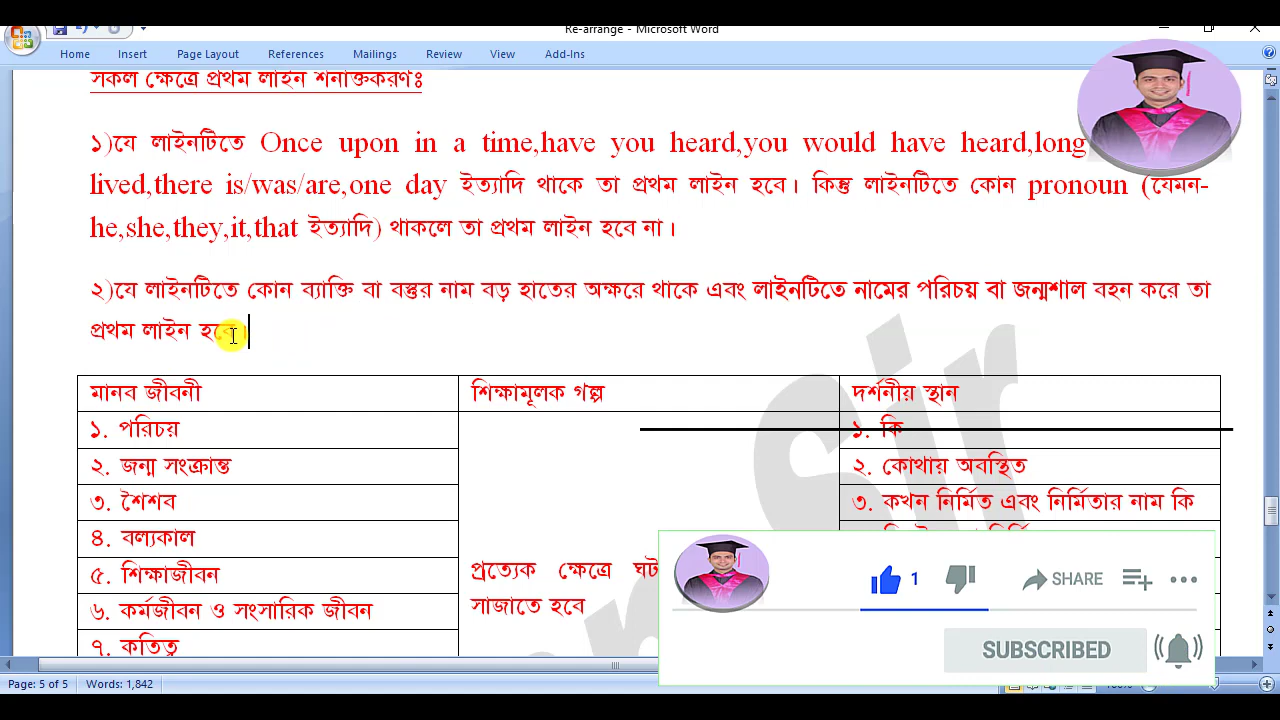 Re-arrange - Microsoft Word
Home Insert Page Layout References Mailings Review View Add-Ins
সকল ক্ষেত্রে প্রথম লাইন শনাক্তকরণঃ
১)যে লাইনটিতে Once upon in a time,have you heard,you would have heard,long
lived,there is/was/are,one day ইত্যাদি থাকে তা প্রথম লাইন হবে। কিন্তু লাইনটিতে কোন pronoun (যেমন-
he,she,they,it,that ইত্যাদি) থাকলে তা প্রথম লাইন হবে না।
২)যে লাইনটিতে কোন ব্যাক্তি বা বস্তুর নাম বড় হাতের অক্ষরে থাকে এবং লাইনটিতে নামের পরিচয় বা জন্মশাল বহন করে তা
প্রথম লাইন হবে।
মানব জীবনী শিক্ষামূলক গল্প দর্শনীয় স্থান
১. পরিচয় ১. কি
২. জন্ম সংক্রান্ত ২. কোথায় অবস্থিত
৩. শৈশব ৩. কখন নির্মিত এবং নির্মিতার নাম কি
৪. বল্যকাল
৫. শিক্ষাজীবন
প্রত্যেক ক্ষেত্রে ঘট
সাজাতে হবে
৬. কর্মজীবন ও সংসারিক জীবন
৭.
Sir
1 SHARE
SUBSCRIBED
Page: 5 of 5 Words: 1,842